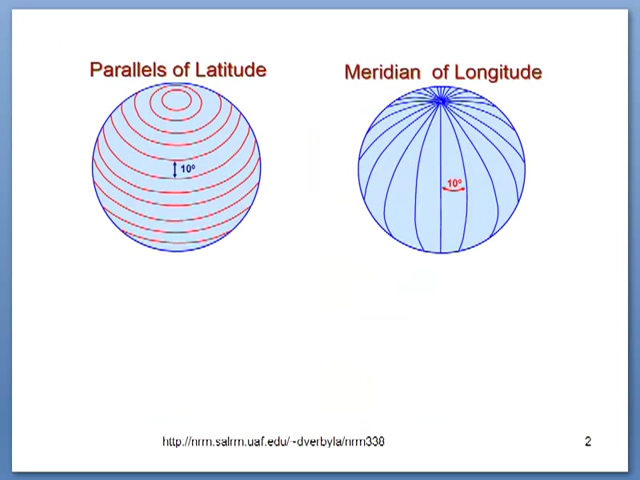 Parallels of Latitude
Meridian of Longitude
10º
10º
http://nrm.salrm.uaf.edu/~dverbyla/nrm338
2